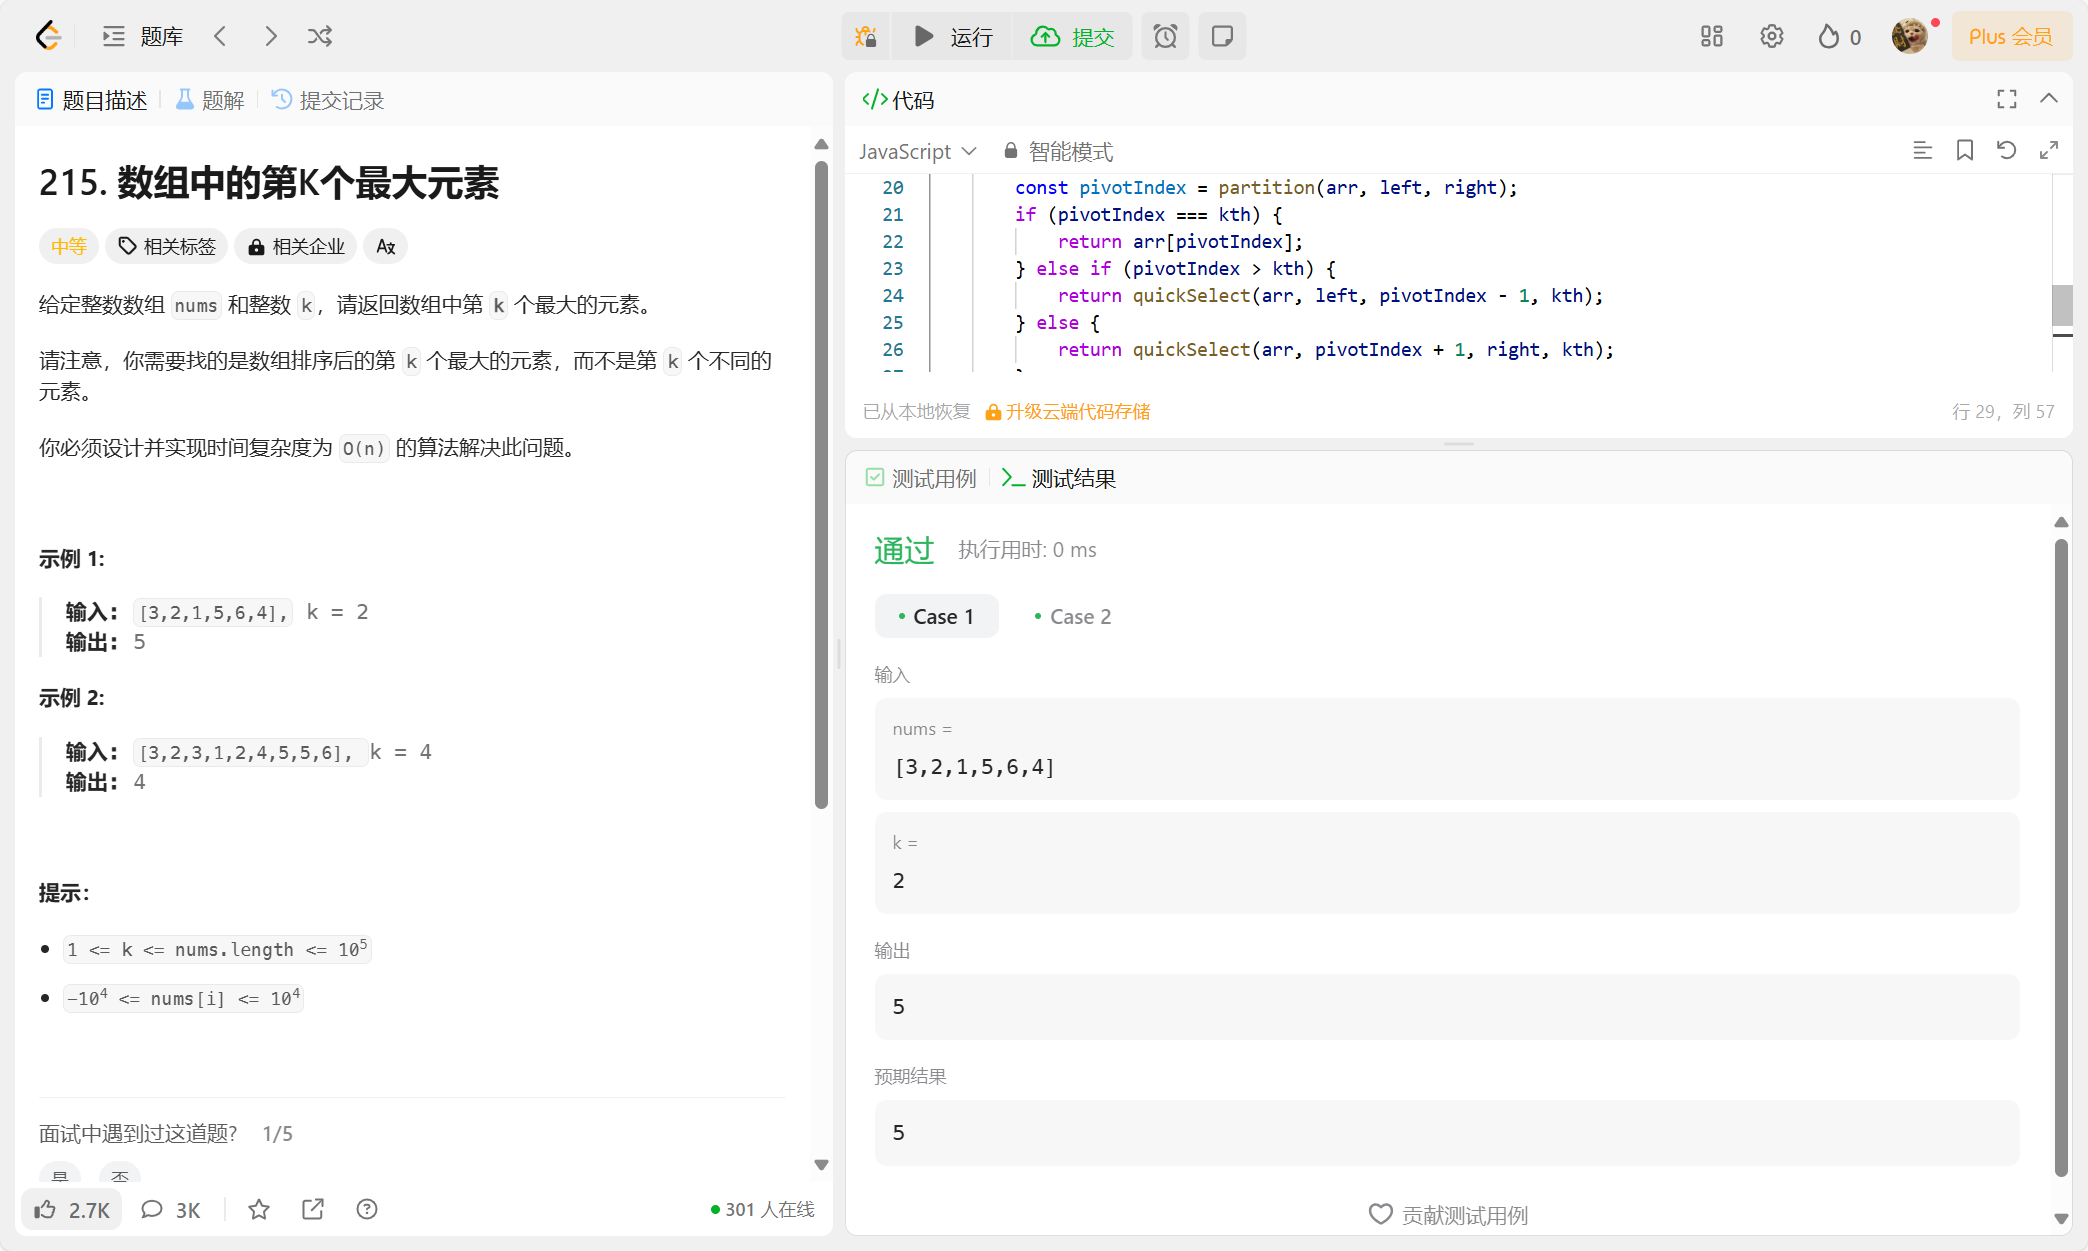 题库
运行
提交
0
Plus 会员
题目描述
题解
提交记录
215. 数组中的第K个最大元素
中等
相关标签
相关企业
给定整数数组 nums 和整数 k，请返回数组中第 k 个最大的元素。
请注意，你需要找的是数组排序后的第 k 个最大的元素，而不是第 k 个不同的
元素。
你必须设计并实现时间复杂度为 O(n) 的算法解决此问题。
示例 1:
输入: [3,2,1,5,6,4], k = 2
输出: 5
示例 2:
输入: [3,2,3,1,2,4,5,5,6], k = 4
输出: 4
提示：
1 <= k <= nums.length <= 10⁵
-10⁴ <= nums[i] <= 10⁴
面试中遇到过这道题? 1/5
是 否
2.7K
3K
301 人在线
</>代码
JavaScript
智能模式
20 const pivotIndex = partition(arr, left, right);
21 if (pivotIndex === kth) {
22 return arr[pivotIndex];
23 } else if (pivotIndex > kth) {
24 return quickSelect(arr, left, pivotIndex - 1, kth);
25 } else {
26 return quickSelect(arr, pivotIndex + 1, right, kth);
已从本地恢复 升级云端代码存储
行 29，列 57
测试用例
测试结果
通过 执行用时: 0 ms
Case 1
Case 2
输入
nums =
[3,2,1,5,6,4]
k =
2
输出
5
预期结果
5
贡献测试用例